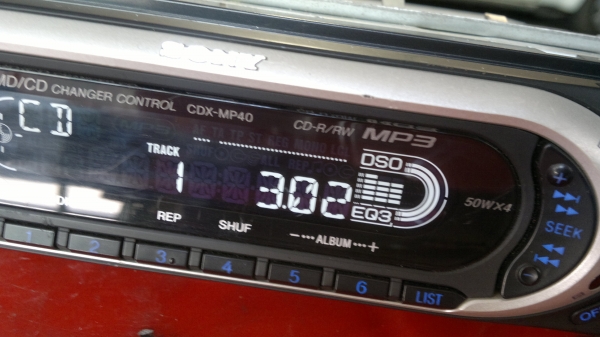 SONY
MD/CD CHANGER CONTROL CDX-MP40
CD-R/RW MP3
CD
TRACK
1
3.02
DSO
EQ3
50WX4
REP SHUF
- ALBUM +
1 2 3 4 5 6 LIST
+
SEEK
-
OF